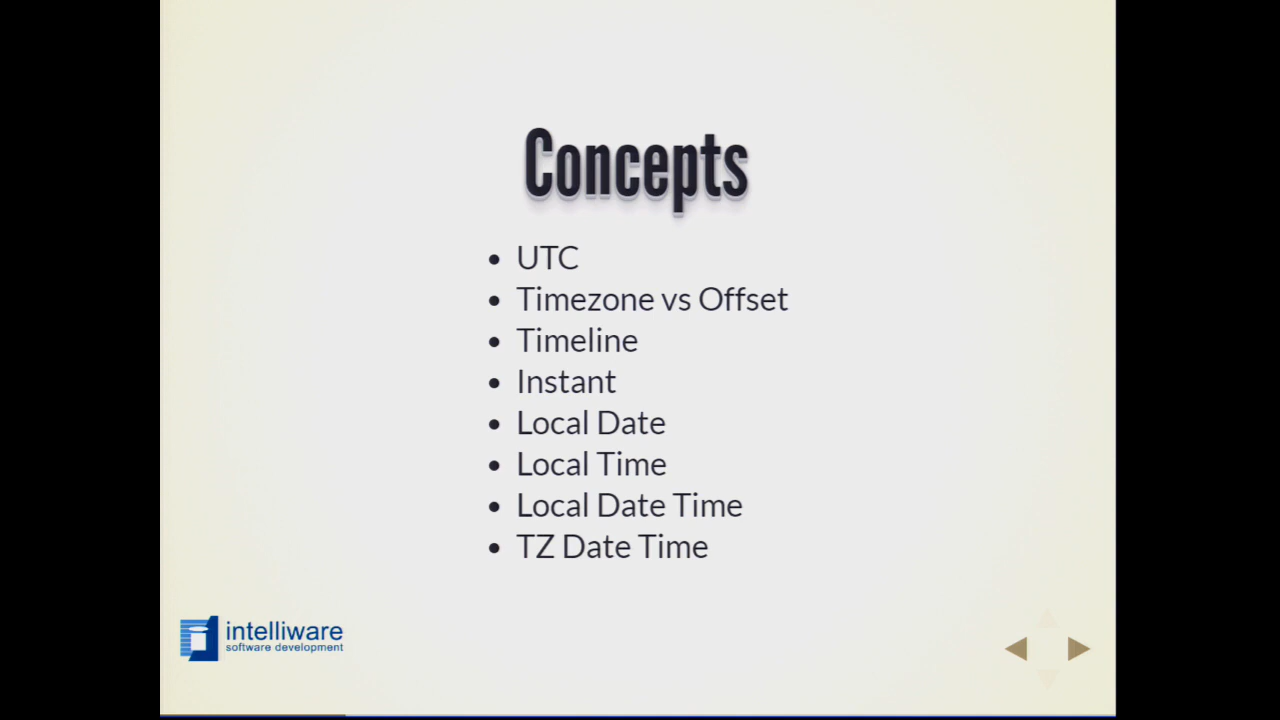 Concepts
UTC
Timezone vs Offset
Timeline
Instant
Local Date
Local Time
Local Date Time
TZ Date Time
intelliware
software development